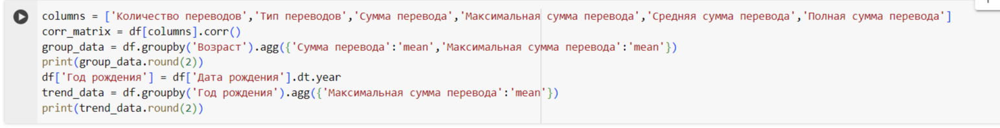 columns = ['Количество переводов','Тип переводов','Сумма перевода','Максимальная сумма перевода','Средняя сумма перевода','Полная сумма перевода']
corr_matrix = df[columns].corr()
group_data = df.groupby('Возраст').agg({'Сумма перевода':'mean','Максимальная сумма перевода':'mean'})
print(group_data.round(2))
df['Год рождения'] = df['Дата рождения'].dt.year
trend_data = df.groupby('Год рождения').agg({'Максимальная сумма перевода':'mean'})
print(trend_data.round(2))